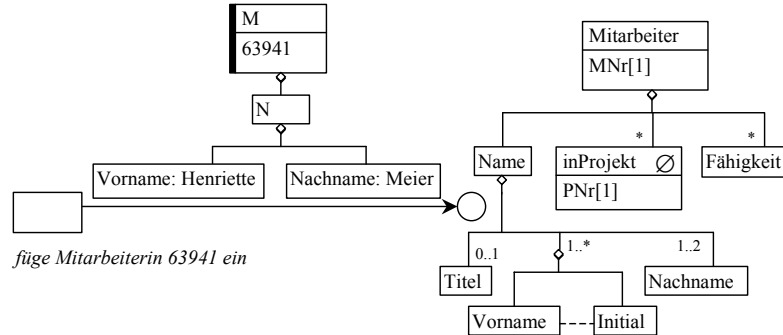 M
63941
N
Vorname: Henriette
Nachname: Meier
füge Mitarbeiterin 63941 ein
Mitarbeiter
MNr[1]
*
*
Name
inProjekt ∅
Fähigkeit
PNr[1]
0..1
1..*
1..2
Titel
Nachname
Vorname
Initial